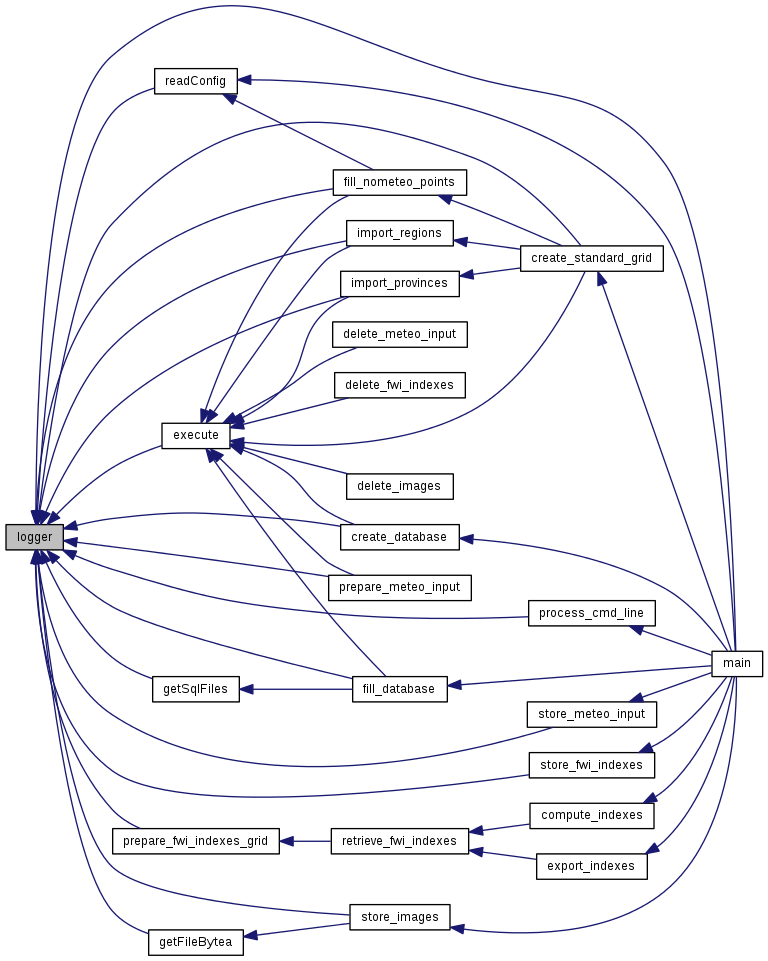 readConfig
fill_nometeo_points
import_regions
create_standard_grid
import_provinces
delete_meteo_input
delete_fwi_indexes
execute
delete_images
logger
create_database
prepare_meteo_input
process_cmd_line
main
getSqlFiles
fill_database
store_meteo_input
store_fwi_indexes
compute_indexes
prepare_fwi_indexes_grid
retrieve_fwi_indexes
export_indexes
store_images
getFileBytea